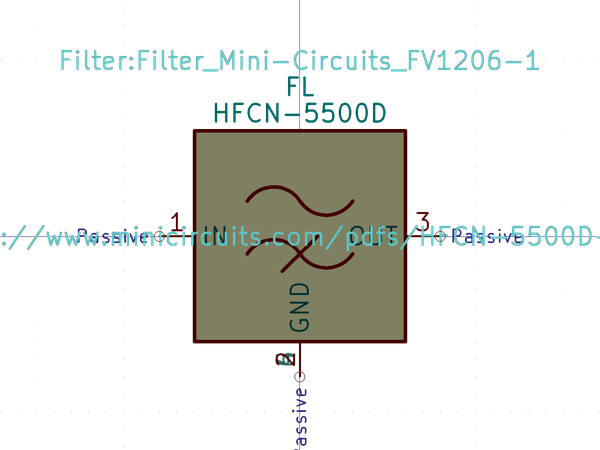 Filter:Filter_Mini-Circuits_FV1206-1
FL
HFCN-5500D
1
3
Passive
IN
://www.minicircuits.com/pdfs/HFCN-5500D
OUT
Passive
GND
assive